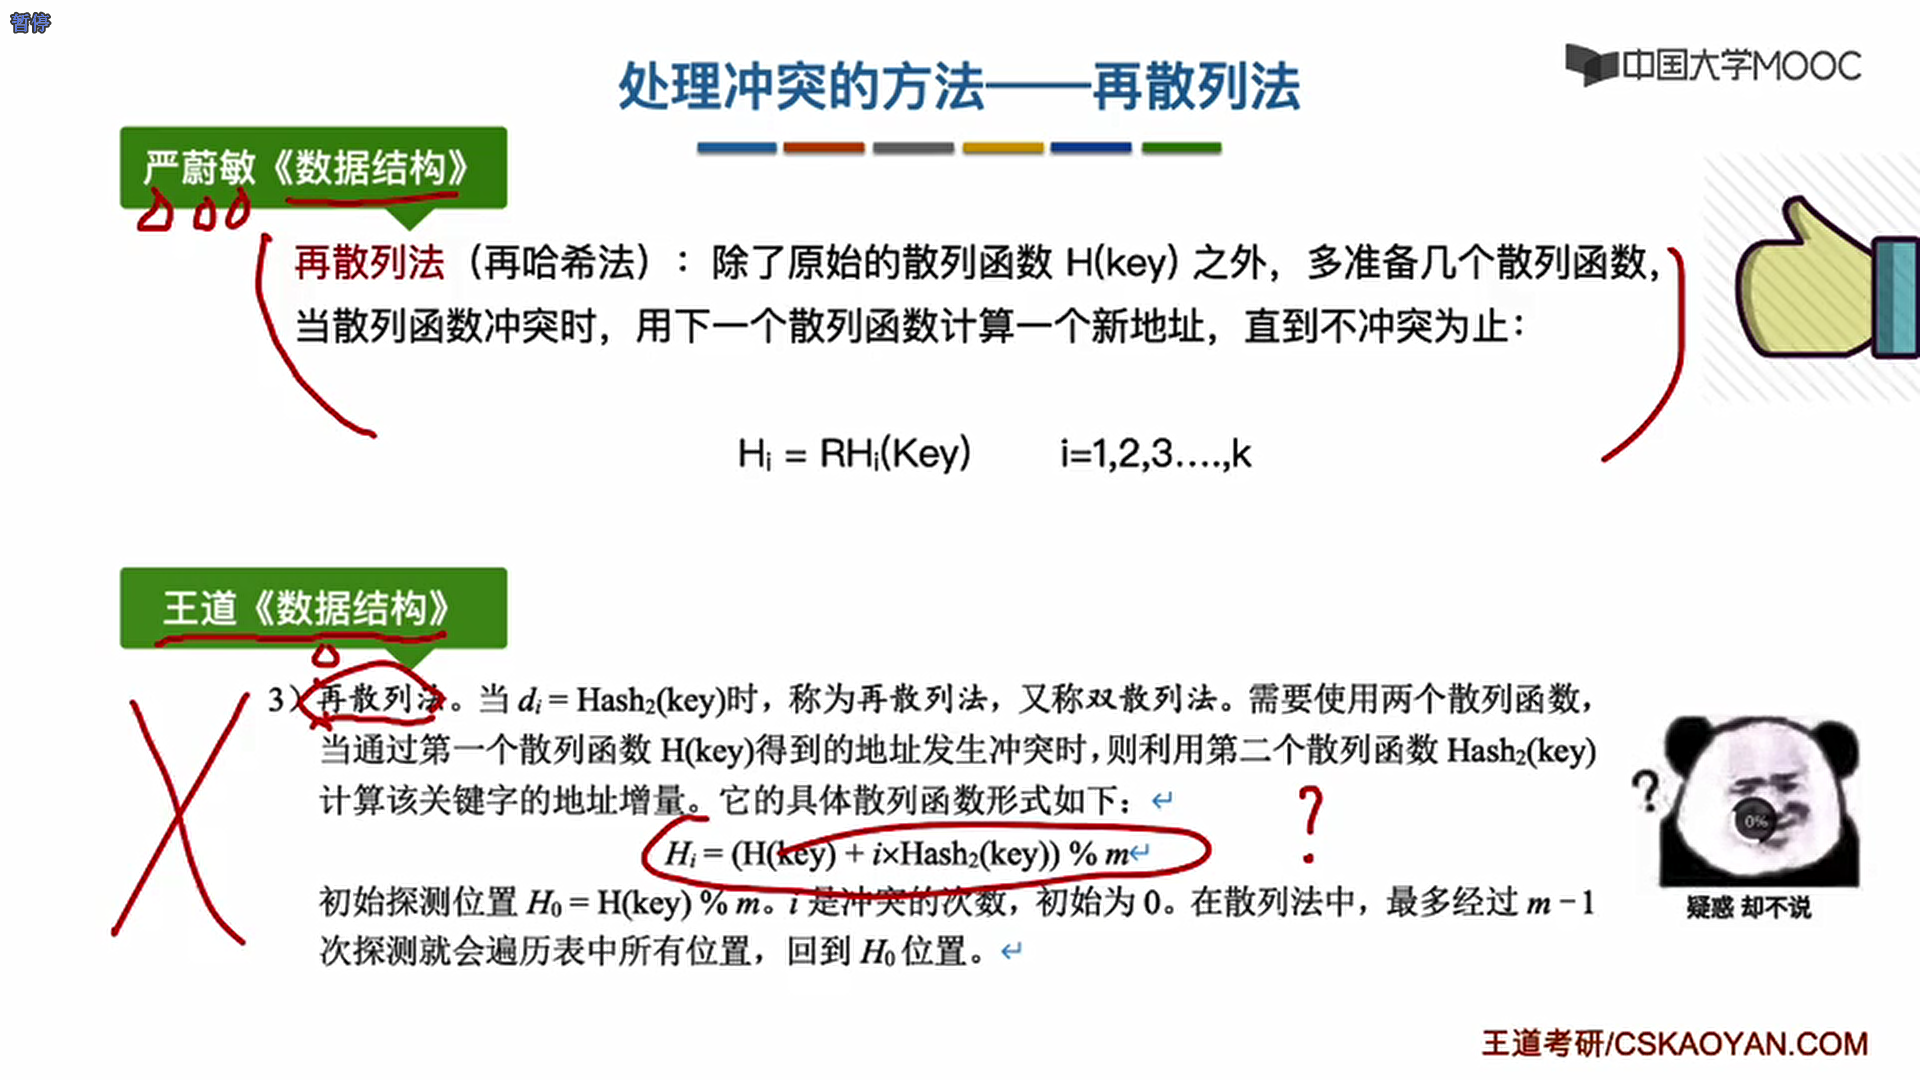 暂停
处理冲突的方法——再散列法
中国大学MOOC
严蔚敏《数据结构》
再散列法（再哈希法）：除了原始的散列函数 H(key) 之外，多准备几个散列函数，
当散列函数冲突时，用下一个散列函数计算一个新地址，直到不冲突为止：
Hᵢ = RHᵢ(Key) i=1,2,3....,k
王道《数据结构》
3）再散列法。当 dᵢ = Hash₂(key)时，称为再散列法，又称双散列法。需要使用两个散列函数，
当通过第一个散列函数 H(key)得到的地址发生冲突时，则利用第二个散列函数 Hash₂(key)
计算该关键字的地址增量。它的具体散列函数形式如下：↵
?
?
0%
Hᵢ = (H(key) + i×Hash₂(key)) % m↵
初始探测位置 H₀ = H(key) % m。i 是冲突的次数，初始为 0。在散列法中，最多经过 m − 1
疑惑 却不说
次探测就会遍历表中所有位置，回到 H₀ 位置。↵
王道考研/CSKAOYAN.COM